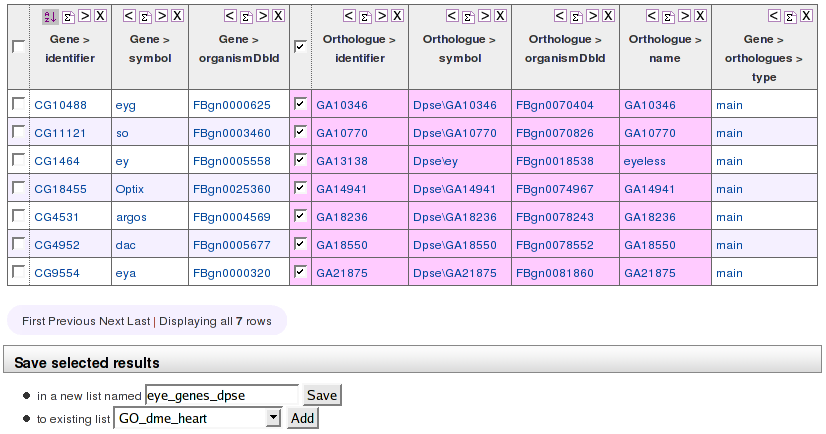 Gene > identifier Gene > symbol Gene > organismDbId Orthologue > identifier Orthologue > symbol Orthologue > organismDbId Orthologue > name Gene > orthologues > type
CG10488 eyg FBgn0000625 GA10346 Dpse\GA10346 FBgn0070404 GA10346 main
CG11121 so FBgn0003460 GA10770 Dpse\GA10770 FBgn0070826 GA10770 main
CG1464 ey FBgn0005558 GA13138 Dpse\ey FBgn0018538 eyeless main
CG18455 Optix FBgn0025360 GA14941 Dpse\GA14941 FBgn0074967 GA14941 main
CG4531 argos FBgn0004569 GA18236 Dpse\GA18236 FBgn0078243 GA18236 main
CG4952 dac FBgn0005677 GA18550 Dpse\GA18550 FBgn0078552 GA18550 main
CG9554 eya FBgn0000320 GA21875 Dpse\GA21875 FBgn0081860 GA21875 main
First Previous Next Last | Displaying all 7 rows
Save selected results
in a new list named eye_genes_dpse Save
to existing list GO_dme_heart Add